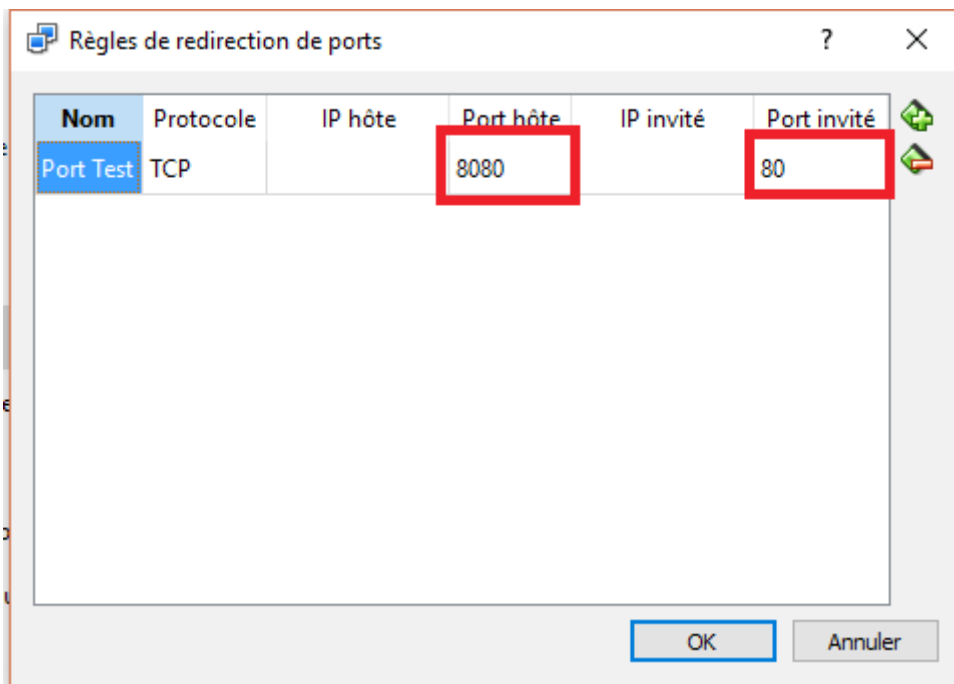 Règles de redirection de ports
Nom Protocole IP hôte Port hôte IP invité Port invité
Port Test TCP 8080 80
OK Annuler